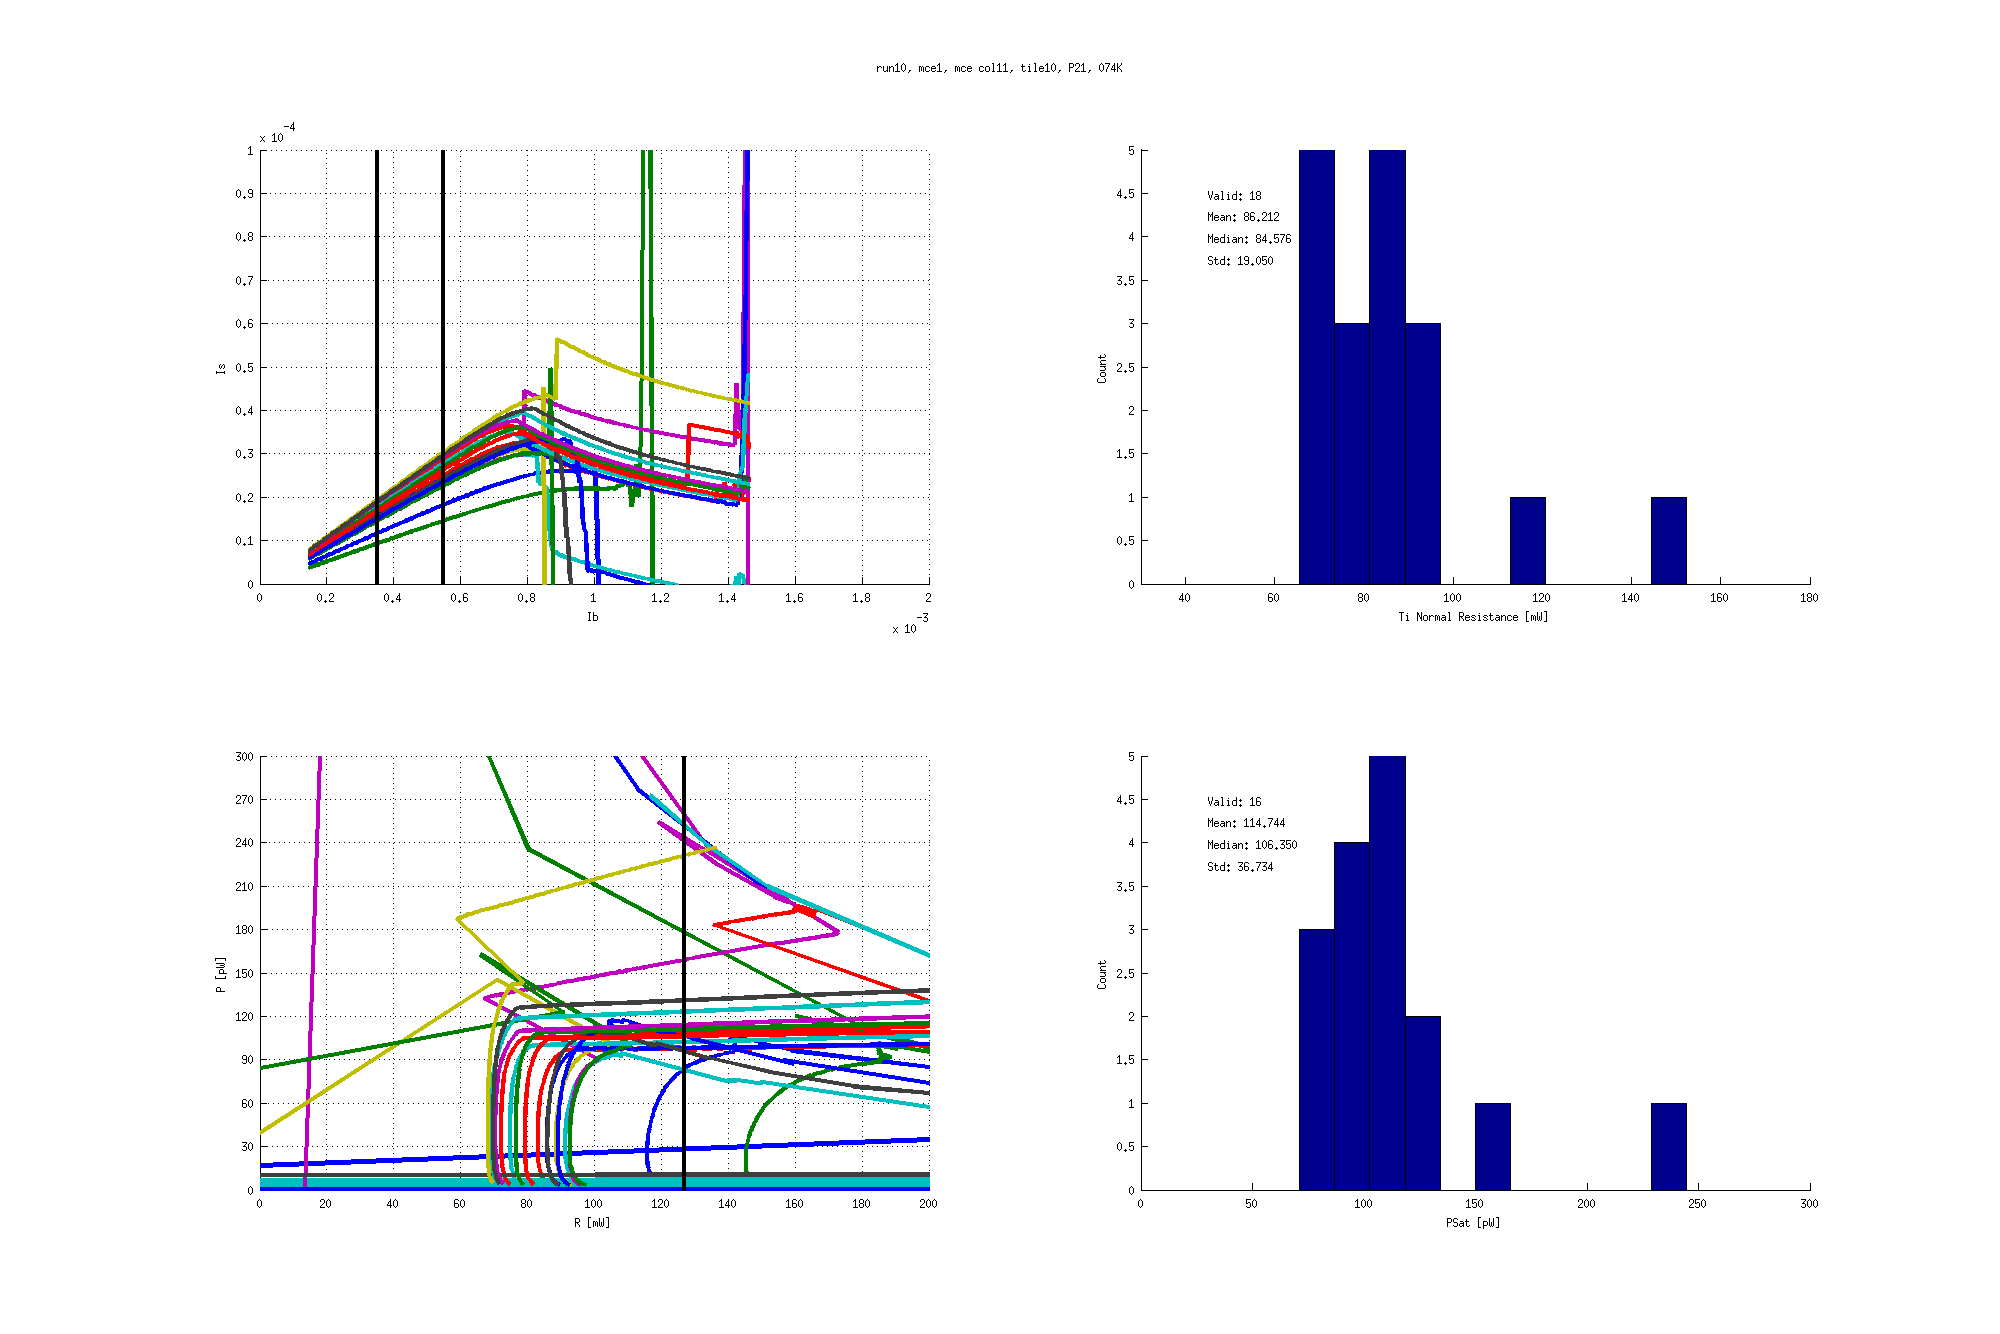 run10, mce1, mce col11, tile10, P21, 074K
x 10^-4
1
0.9
0.8
0.7
0.6
0.5
0.4
0.3
0.2
0.1
0
Is
0 0.2 0.4 0.6 0.8 1 1.2 1.4 1.6 1.8 2
Ib
x 10^-3
5
4.5
4
3.5
3
2.5
2
1.5
1
0.5
0
Count
Valid: 18
Mean: 86.212
Median: 84.576
Std: 19.050
40 60 80 100 120 140 160 180
Ti Normal Resistance [mW]
300
270
240
210
180
150
120
90
60
30
0
P [pW]
0 20 40 60 80 100 120 140 160 180 200
R [mW]
5
4.5
4
3.5
3
2.5
2
1.5
1
0.5
0
Count
Valid: 16
Mean: 114.744
Median: 106.350
Std: 36.734
0 50 100 150 200 250 300
PSat [pW]